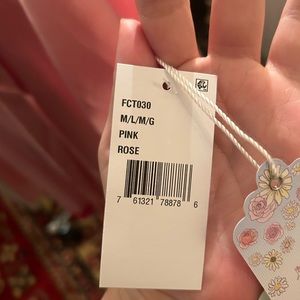 FCT030
M/L/M/G
PINK
ROSE
7 61321 78878 6